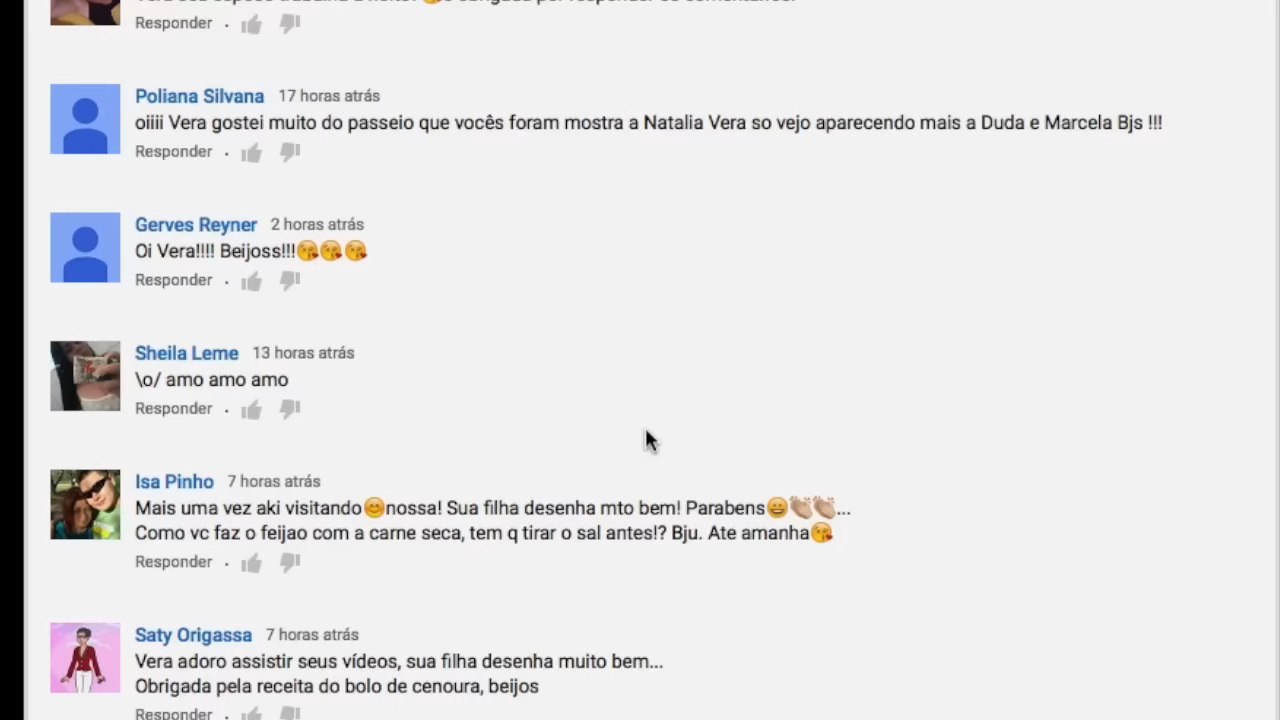 Responder .
Poliana Silvana 17 horas atrás
oiiii Vera gostei muito do passeio que vocês foram mostra a Natalia Vera so vejo aparecendo mais a Duda e Marcela Bjs !!!
Responder .
Gerves Reyner 2 horas atrás
Oi Vera!!!! Beijoss!!!😘😘😘
Responder .
Sheila Leme 13 horas atrás
\o/ amo amo amo
Responder .
Isa Pinho 7 horas atrás
Mais uma vez aki visitando😊nossa! Sua filha desenha mto bem! Parabens😀👏🏼👏🏼...
Como vc faz o feijao com a carne seca, tem q tirar o sal antes!? Bju. Ate amanha😘
Responder .
Saty Origassa 7 horas atrás
Vera adoro assistir seus vídeos, sua filha desenha muito bem...
Obrigada pela receita do bolo de cenoura, beijos
Responder .